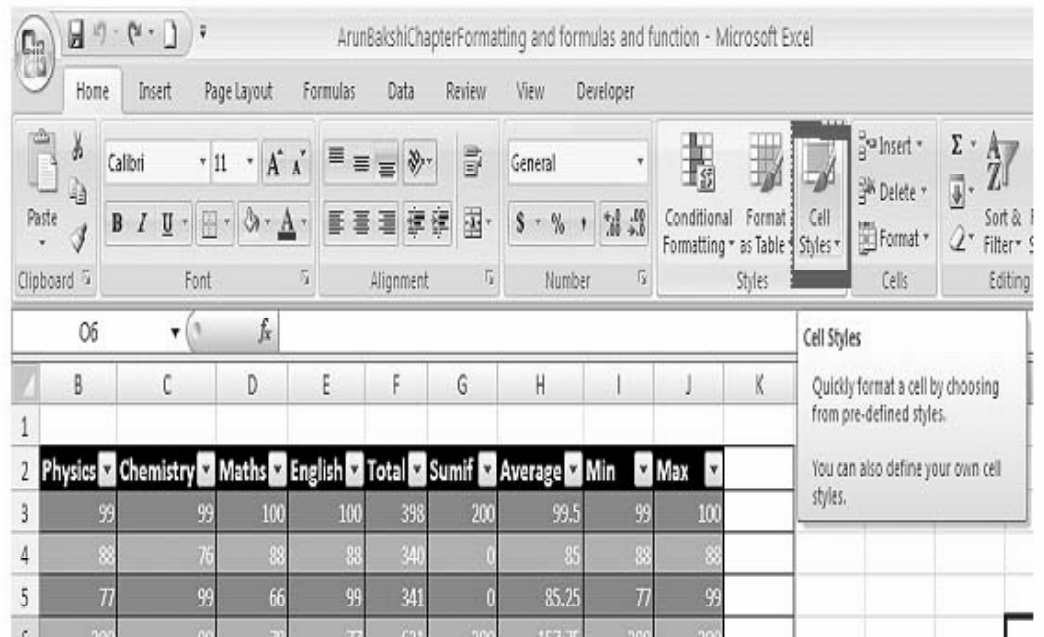 ArunBakshiChapterFormatting and formulas and function - Microsoft Excel
Home Insert Page Layout Formulas Data Review View Developer
Calibri 11 A A General Insert Σ A Z
Paste B I U A $ % , .0 .00 .00 .0 Conditional Formatting Format as Table Cell Styles Delete Format Sort & Filter
Clipboard Font Alignment Number Styles Cells Editing
O6 fx
Cell Styles
Quickly format a cell by choosing
from pre-defined styles.
You can also define your own cell
styles.
B C D E F G H I J K
1
2 Physics Chemistry Maths English Total Sumif Average Min Max
3 99 99 100 100 398 200 99.5 99 100
4 88 76 88 88 340 0 85 88 88
5 77 99 66 99 341 0 85.25 77 99